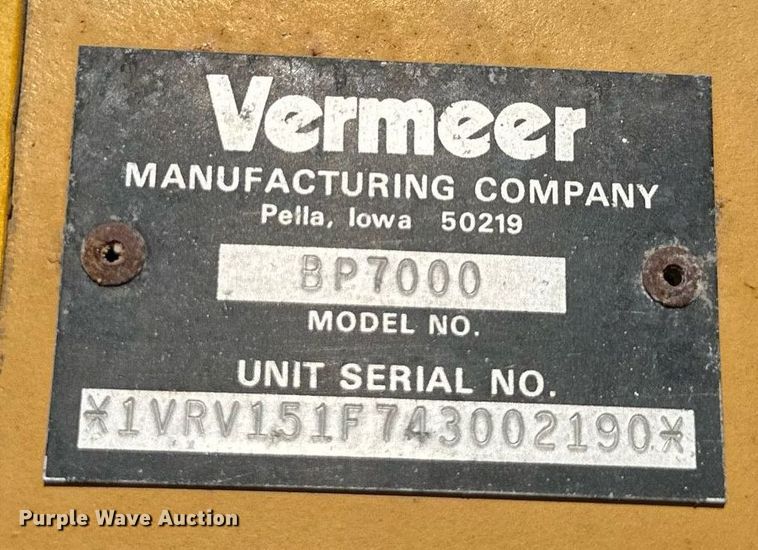 Vermeer
MANUFACTURING COMPANY
Pella, Iowa 50219
BP7000
MODEL NO.
UNIT SERIAL NO.
*1VRV151F743002190*
Purple Wave Auction